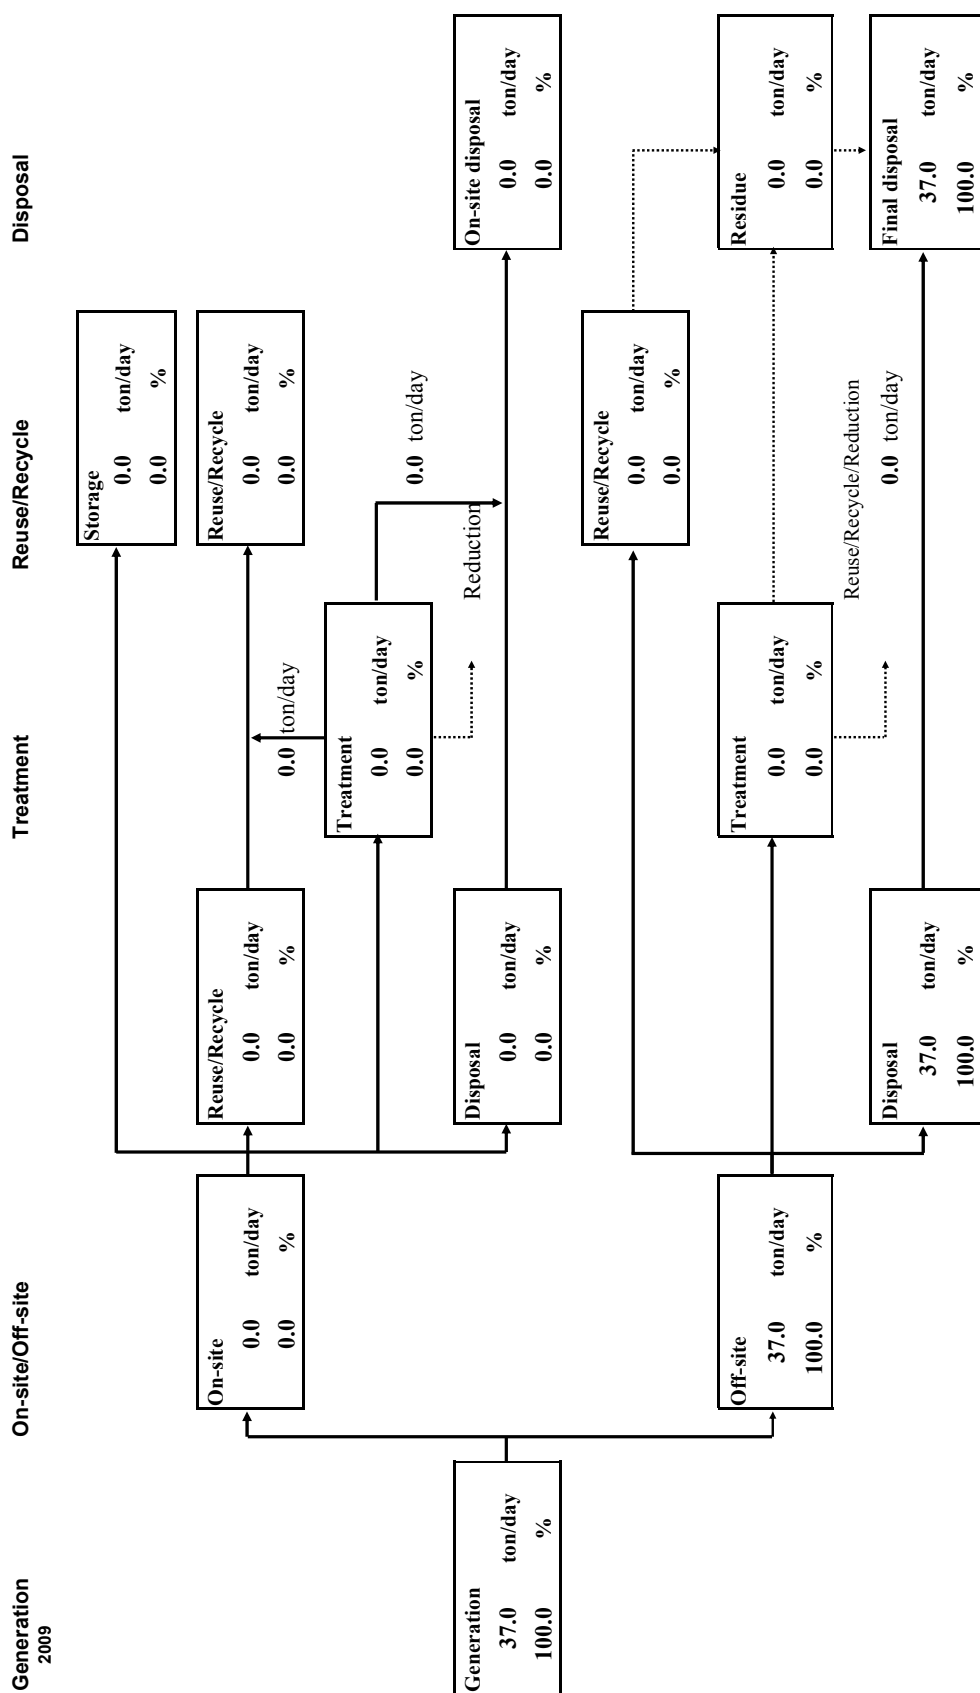 Generation
2009
On-site/Off-site
Treatment
Reuse/Recycle
Disposal
Storage
0.0 ton/day
0.0 %
On-site
0.0 ton/day
0.0 %
Reuse/Recycle
0.0 ton/day
0.0 %
Reuse/Recycle
0.0 ton/day
0.0 %
0.0 ton/day
Treatment
0.0 ton/day
0.0 %
0.0 ton/day
Reduction
Generation
37.0 ton/day
100.0 %
Disposal
0.0 ton/day
0.0 %
On-site disposal
0.0 ton/day
0.0 %
Reuse/Recycle
0.0 ton/day
0.0 %
Off-site
37.0 ton/day
100.0 %
Treatment
0.0 ton/day
0.0 %
Residue
0.0 ton/day
0.0 %
Reuse/Recycle/Reduction
0.0 ton/day
Disposal
37.0 ton/day
100.0 %
Final disposal
37.0 ton/day
100.0 %